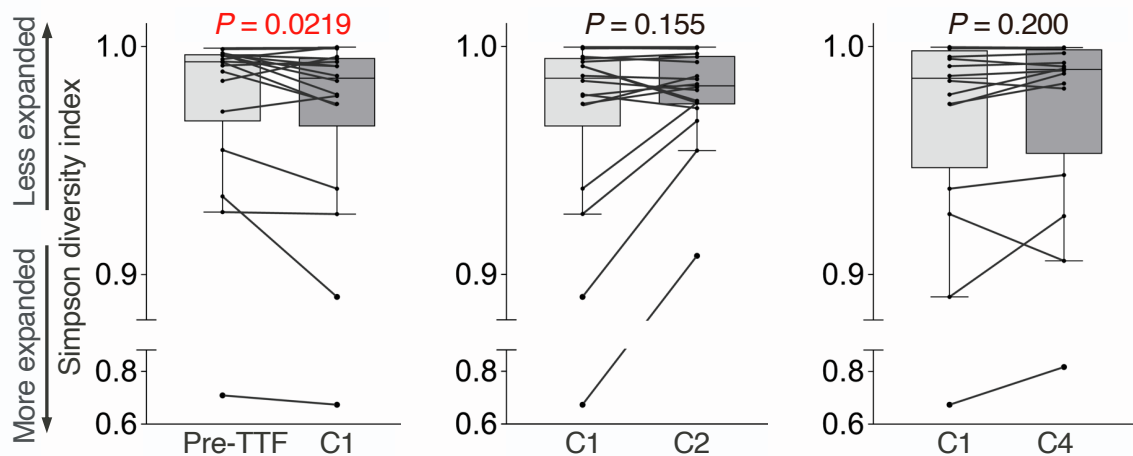 P = 0.0219
P = 0.155
P = 0.200
Less expanded
More expanded
Simpson diversity index
1.0
0.9
0.8
0.6
Pre-TTF
C1
1.0
0.9
0.8
0.6
C1
C2
1.0
0.9
0.8
0.6
C1
C4